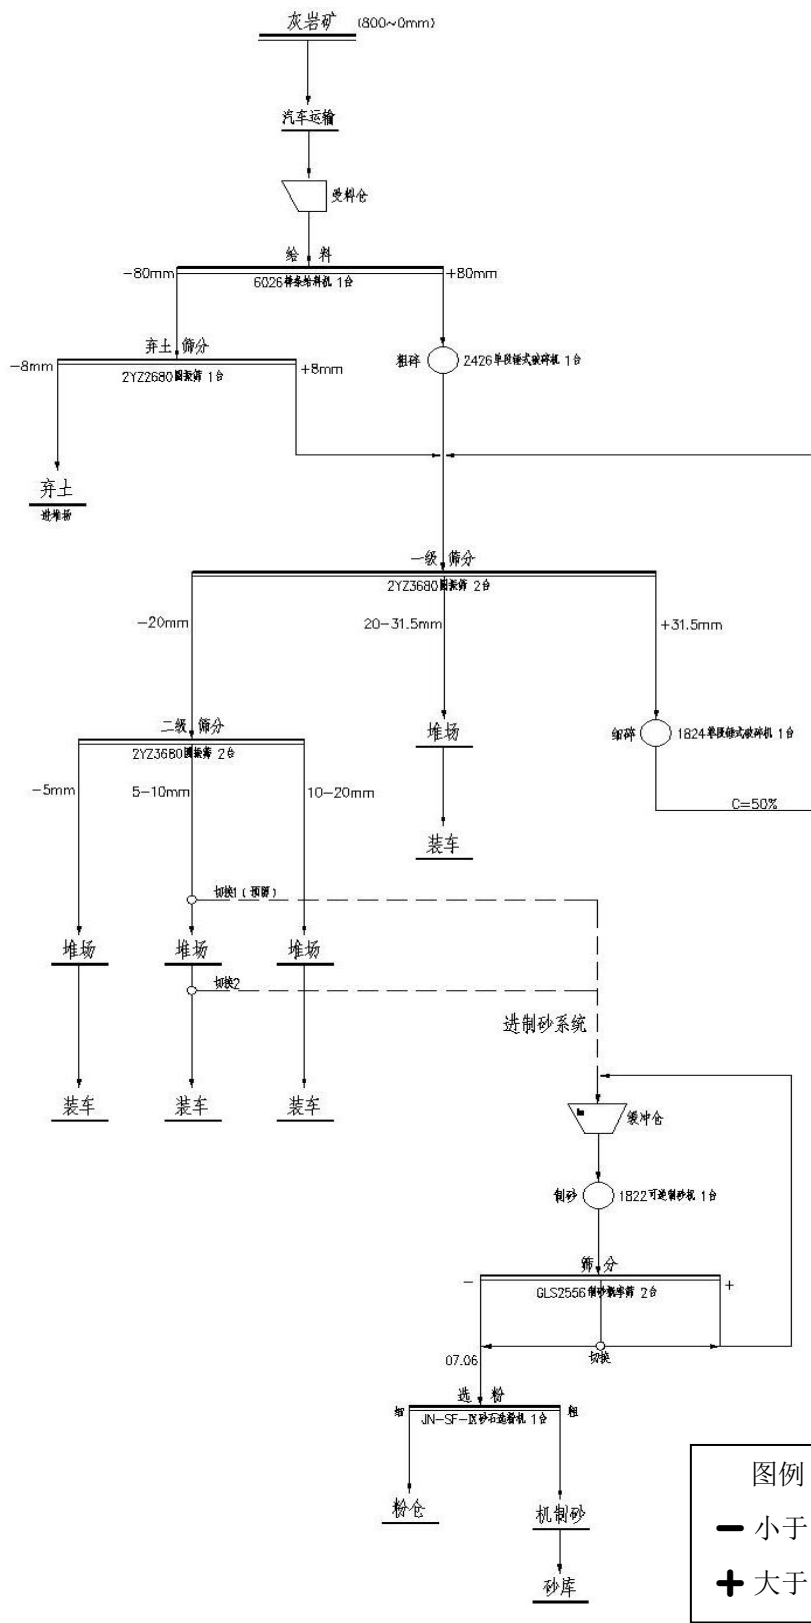 灰岩矿 (800~0mm)
汽车运输
受料仓
给 料
-80mm +80mm
6026棒条给料机 1台
弃土 筛分
-8mm +8mm
2YZ2680圆振筛 1台
粗碎 2426单段锤式破碎机 1台
弃土
进堆场
一级 筛分
2YZ3680圆振筛 2台
-20mm 20-31.5mm +31.5mm
二级 筛分
2YZ3680圆振筛 2台
堆场
细碎 1824单段锤式破碎机 1台
-5mm 5-10mm 10-20mm
C=50%
装车
切换1(预留)
堆场 堆场 堆场
切换2
进制砂系统
装车 装车 装车
缓冲仓
制砂 1822可逆制砂机 1台
筛 分
- +
GLS2556制砂概率筛 2台
切换
07.06
选 粉
细 粗
JN-SF-IX砂石选粉机 1台
粉仓 机制砂
砂库
图例
- 小于
+ 大于